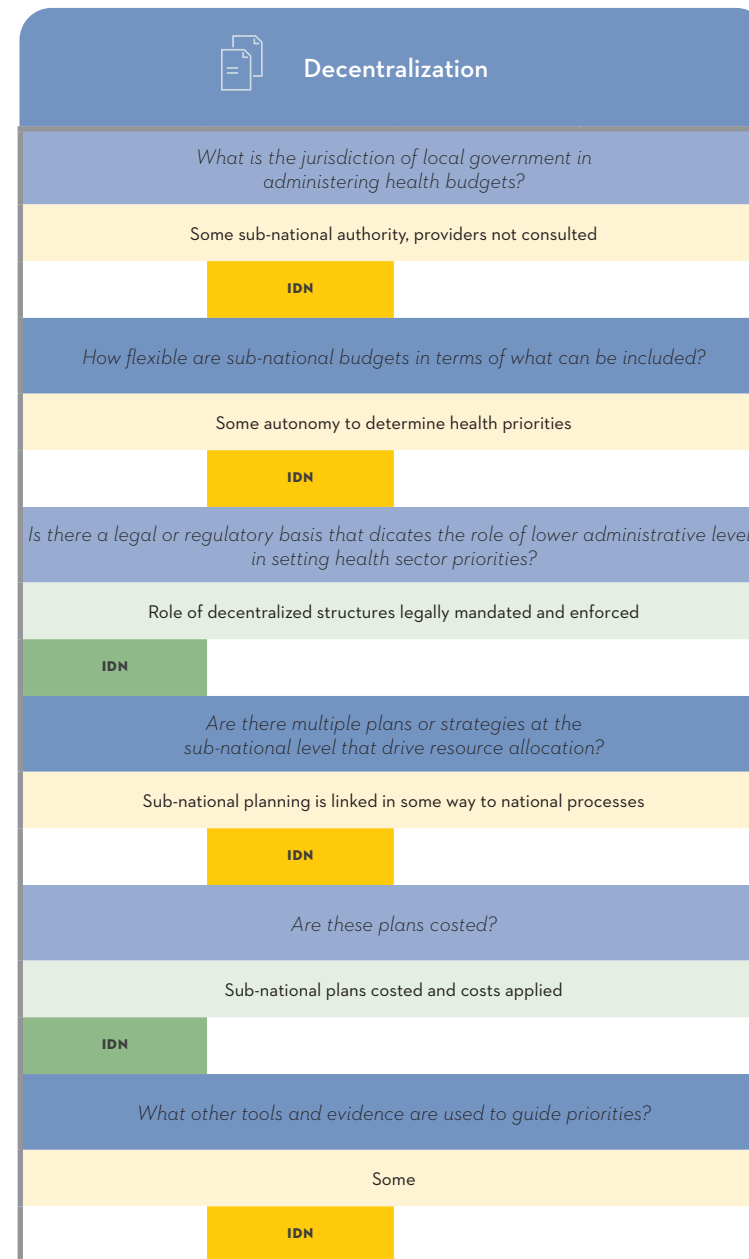 Decentralization
What is the jurisdiction of local government in
administering health budgets?
Some sub-national authority, providers not consulted
IDN
How flexible are sub-national budgets in terms of what can be included?
Some autonomy to determine health priorities
IDN
Is there a legal or regulatory basis that dicates the role of lower administrative level
in setting health sector priorities?
Role of decentralized structures legally mandated and enforced
IDN
Are there multiple plans or strategies at the
sub-national level that drive resource allocation?
Sub-national planning is linked in some way to national processes
IDN
Are these plans costed?
Sub-national plans costed and costs applied
IDN
What other tools and evidence are used to guide priorities?
Some
IDN